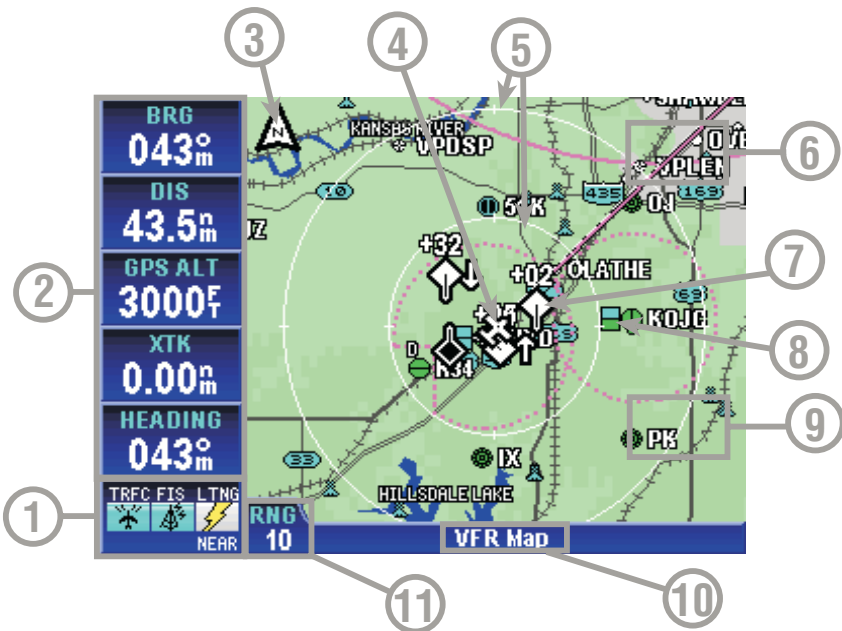 3
4
5
BRG
043°m
KANSAS RIVER
VPDSP
6
VPLEN
DIS
43.5nm
10
435
169
OJ
+32
+02
OLATHE
7
2
GPS ALT
3000FT
69
KOJC
8
XTK
0.00nm
D
K34
HEADING
043°m
9
PK
33
IX
HILLSDALE LAKE
1
TRFC FIS LTNG
NEAR
RNG
10
VFR Map
11
10